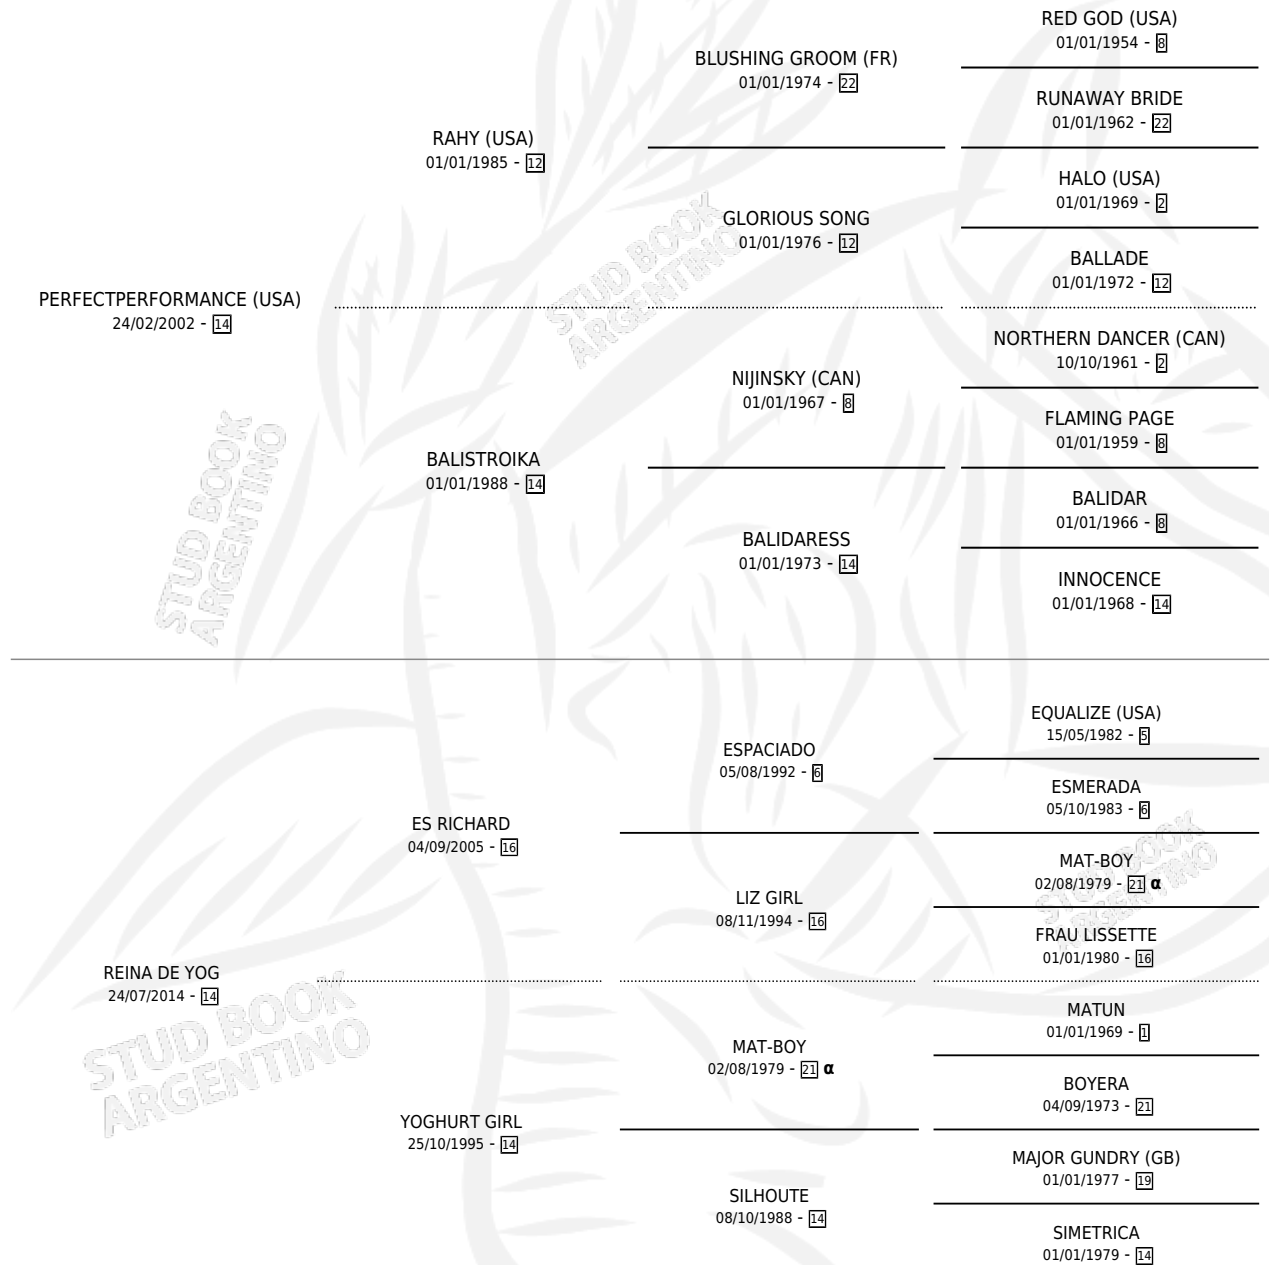 RED GOD (USA)
01/01/1954 - 8
BLUSHING GROOM (FR)
01/01/1974 - 22
RUNAWAY BRIDE
01/01/1962 - 22
RAHY (USA)
01/01/1985 - 12
HALO (USA)
01/01/1969 - 2
GLORIOUS SONG
01/01/1976 - 12
BALLADE
01/01/1972 - 12
STUD BOOK
ARGENTINO
PERFECTPERFORMANCE (USA)
24/02/2002 - 14
NORTHERN DANCER (CAN)
10/10/1961 - 2
NIJINSKY (CAN)
01/01/1967 - 8
FLAMING PAGE
01/01/1959 - 8
BALISTROIKA
01/01/1988 - 14
BALIDAR
01/01/1966 - 8
BALIDARESS
01/01/1973 - 14
INNOCENCE
01/01/1968 - 14
STUD BOOK
ARGENTINO
EQUALIZE (USA)
15/05/1982 - 5
ESPACIADO
05/08/1992 - 6
ESMERADA
05/10/1983 - 6
ES RICHARD
04/09/2005 - 16
MAT-BOY
02/08/1979 - 21 α
LIZ GIRL
08/11/1994 - 16
FRAU LISSETTE
01/01/1980 - 16
STUD BOOK
ARGENTINO
REINA DE YOG
24/07/2014 - 14
MATUN
01/01/1969 - 1
MAT-BOY
02/08/1979 - 21 α
BOYERA
04/09/1973 - 21
YOGHURT GIRL
25/10/1995 - 14
MAJOR GUNDRY (GB)
01/01/1977 - 19
SILHOUTE
08/10/1988 - 14
SIMETRICA
01/01/1979 - 14
STUD BOOK
ARGENTINO